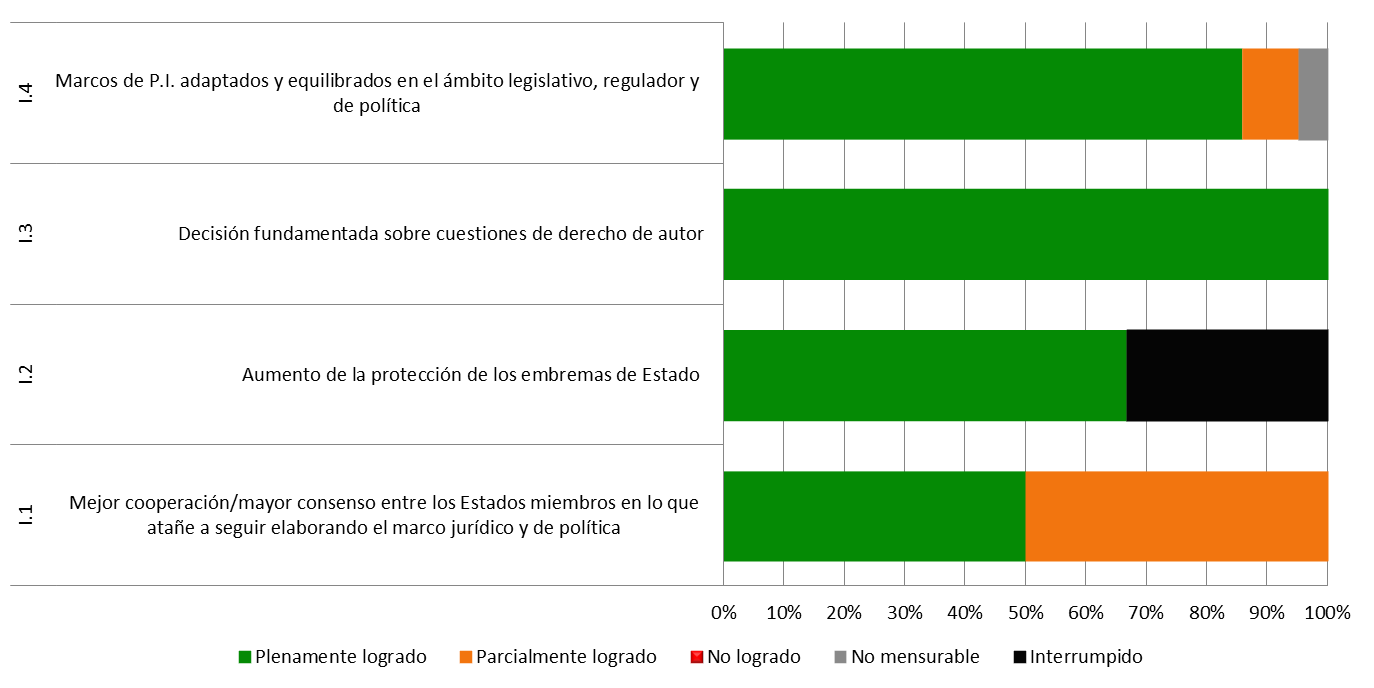 I.4
Marcos de P.I. adaptados y equilibrados en el ámbito legislativo, regulador y
de política
I.3
Decisión fundamentada sobre cuestiones de derecho de autor
I.2
Aumento de la protección de los embremas de Estado
I.1
Mejor cooperación/mayor consenso entre los Estados miembros en lo que
atañe a seguir elaborando el marco jurídico y de política
0% 10% 20% 30% 40% 50% 60% 70% 80% 90% 100%
Plenamente logrado Parcialmente logrado No logrado No mensurable Interrumpido